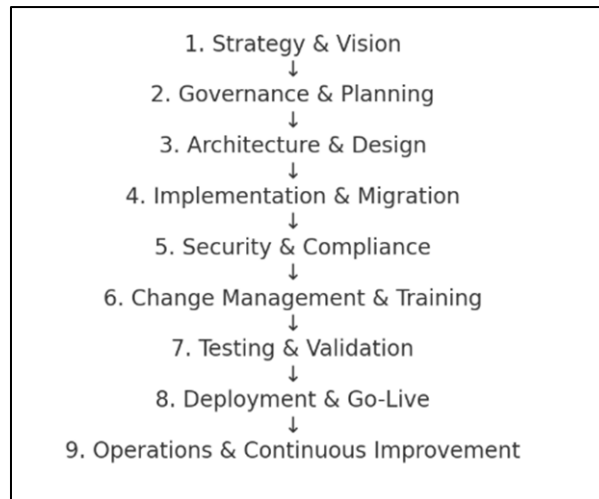 1. Strategy & Vision
↓
2. Governance & Planning
↓
3. Architecture & Design
↓
4. Implementation & Migration
↓
5. Security & Compliance
↓
6. Change Management & Training
↓
7. Testing & Validation
↓
8. Deployment & Go-Live
↓
9. Operations & Continuous Improvement